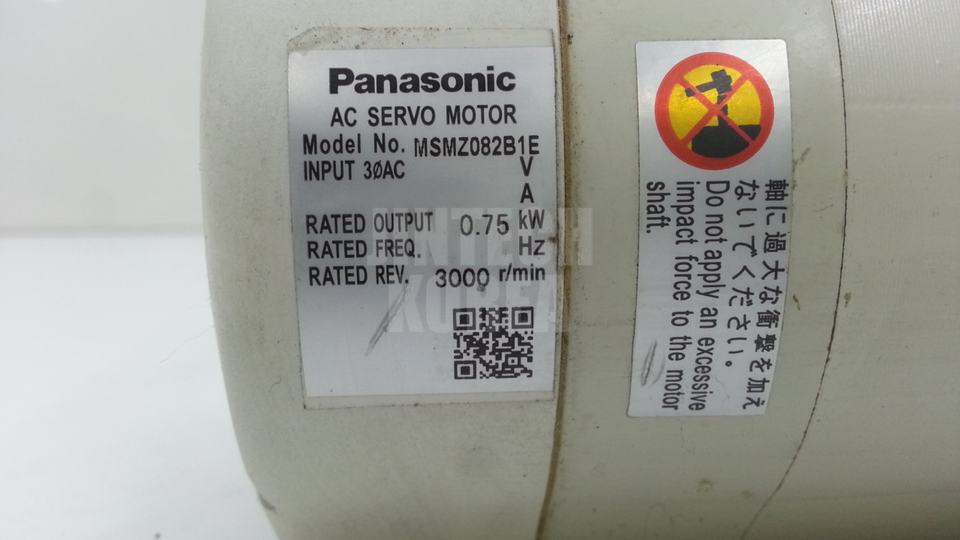 Panasonic
AC SERVO MOTOR
Model No. MSMZ082B1E
INPUT 3ØAC V
A
RATED OUTPUT 0.75 kW
RATED FREQ. Hz
RATED REV. 3000 r/min
UNTECH
KOREA
軸に過大な衝撃を加え
ないでください。
Do not apply an excessive
impact force to the motor
shaft.